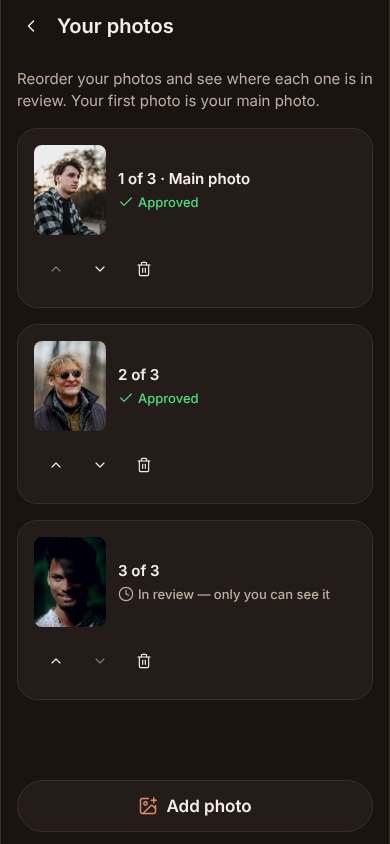 Your photos
Reorder your photos and see where each one is in
review. Your first photo is your main photo.
1 of 3 · Main photo
Approved
2 of 3
Approved
3 of 3
In review — only you can see it
Add photo